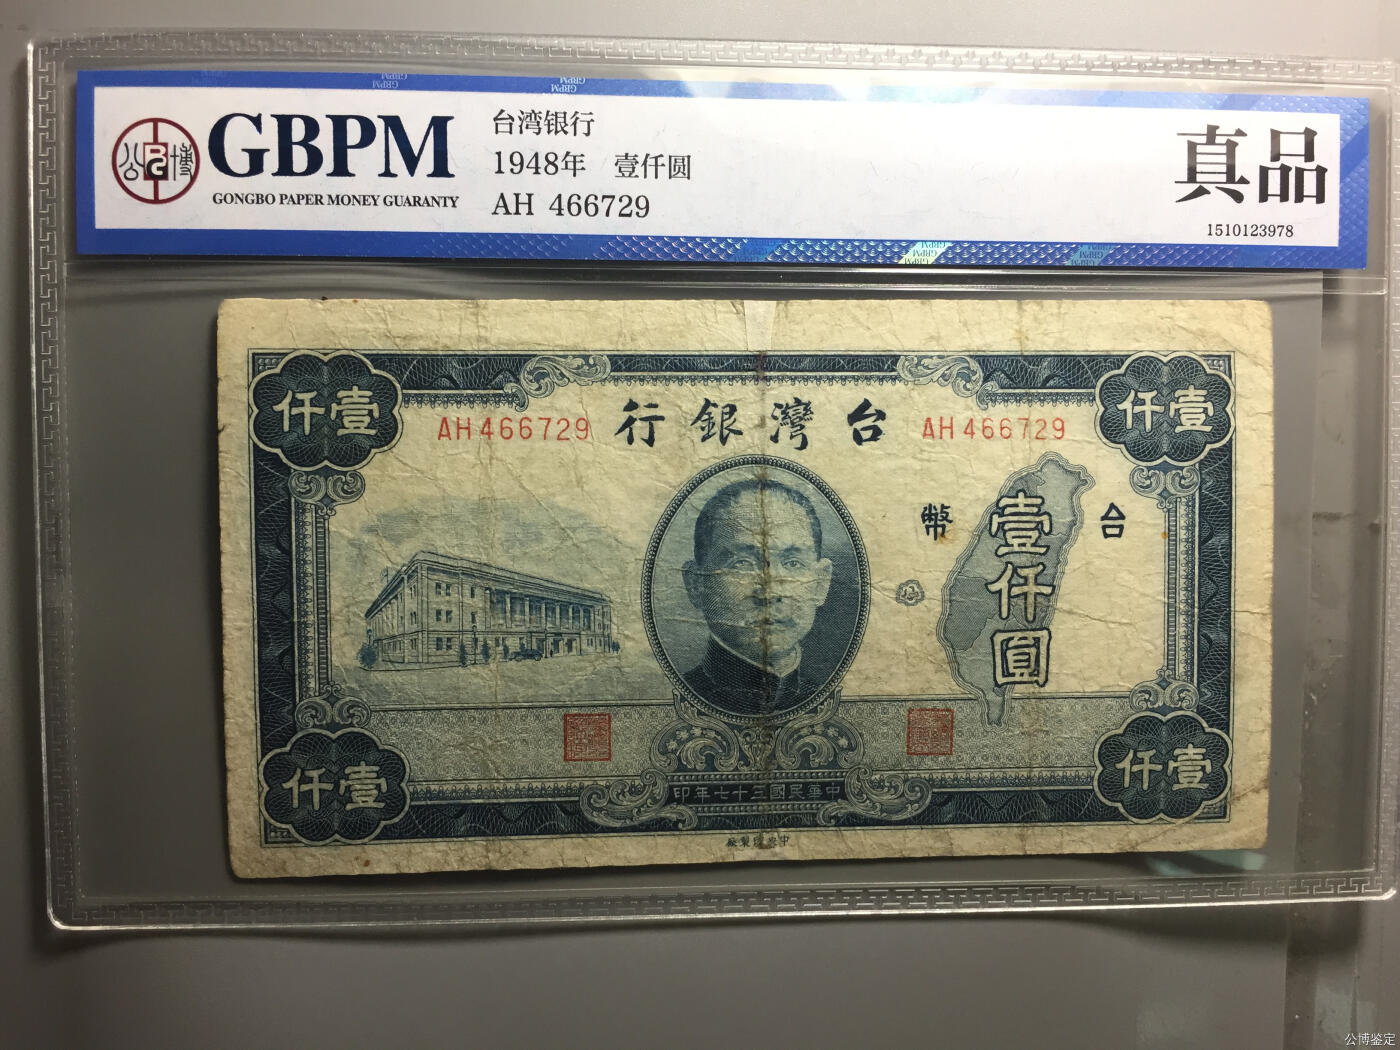 GBPM
GONGBO PAPER MONEY GUARANTY
公博
台湾银行
1948年 壹仟圆
AH 466729
真品
1510123978
仟壹
仟壹
AH466729
行銀灣台
AH466729
幣
台
壹仟圓
仟壹
仟壹
印年七十三國民華中
公博鉴定